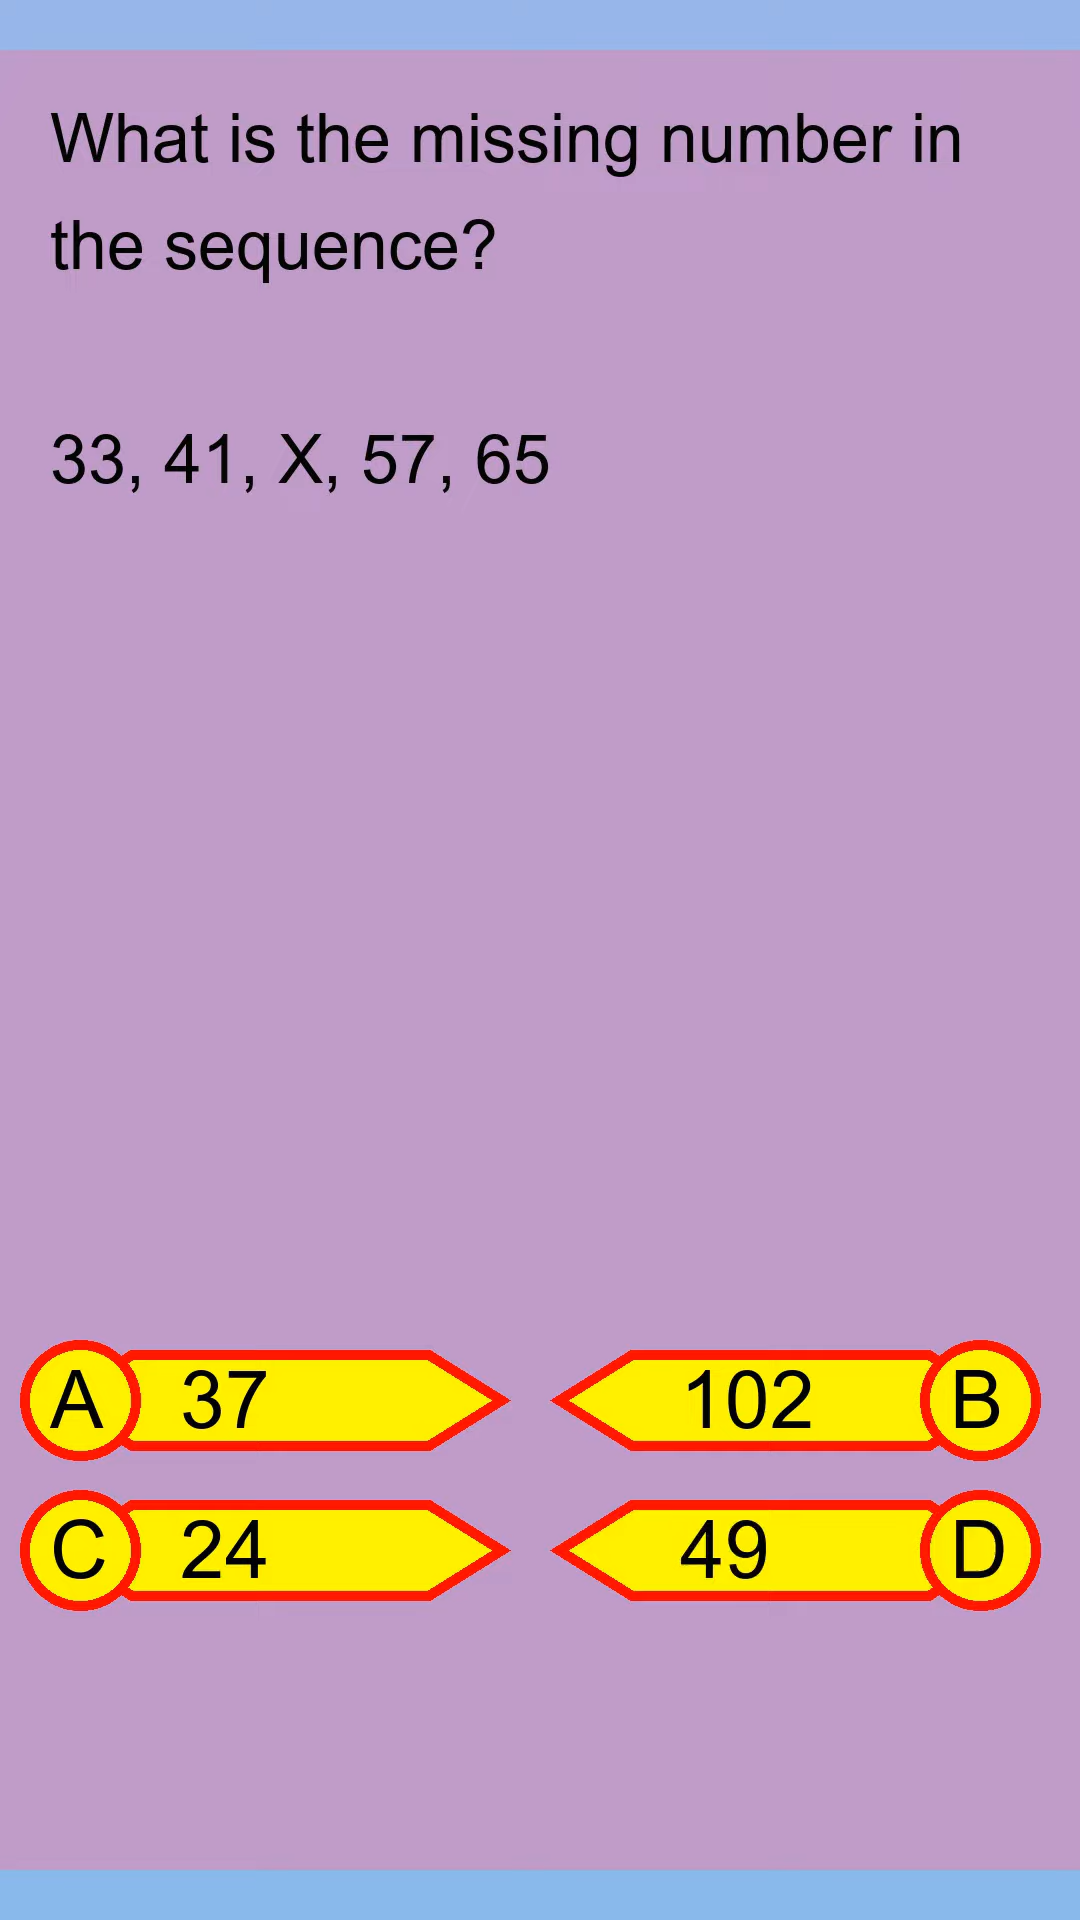 What is the missing number in
the sequence?
33, 41, X, 57, 65
A 37
102 B
C 24
49 D